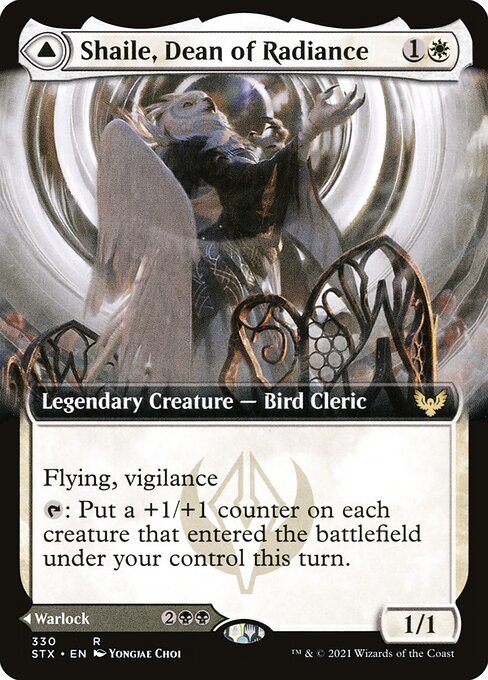 Shaile, Dean of Radiance 1
Legendary Creature — Bird Cleric
Flying, vigilance
: Put a +1/+1 counter on each
creature that entered the battlefield
under your control this turn.
Warlock 2
1/1
330 R
STX • EN Yongjae Choi
™ & © 2021 Wizards of the Coast